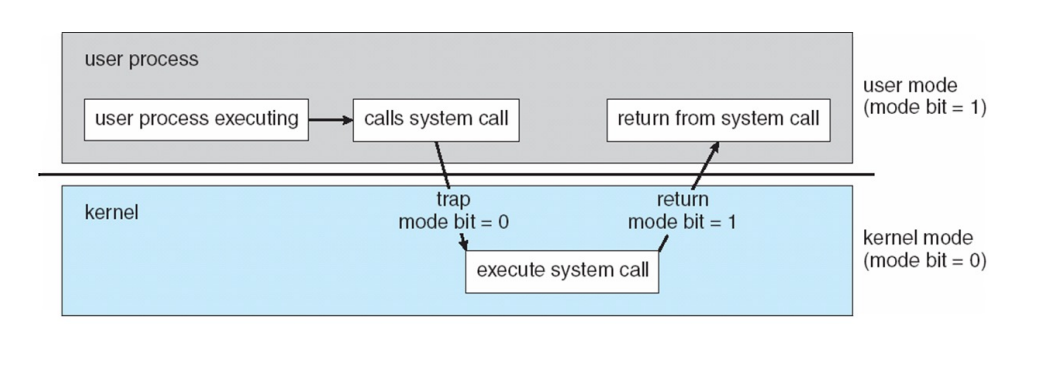 user process
user process executing
calls system call
return from system call
user mode
(mode bit = 1)
kernel
trap
mode bit = 0
return
mode bit = 1
execute system call
kernel mode
(mode bit = 0)